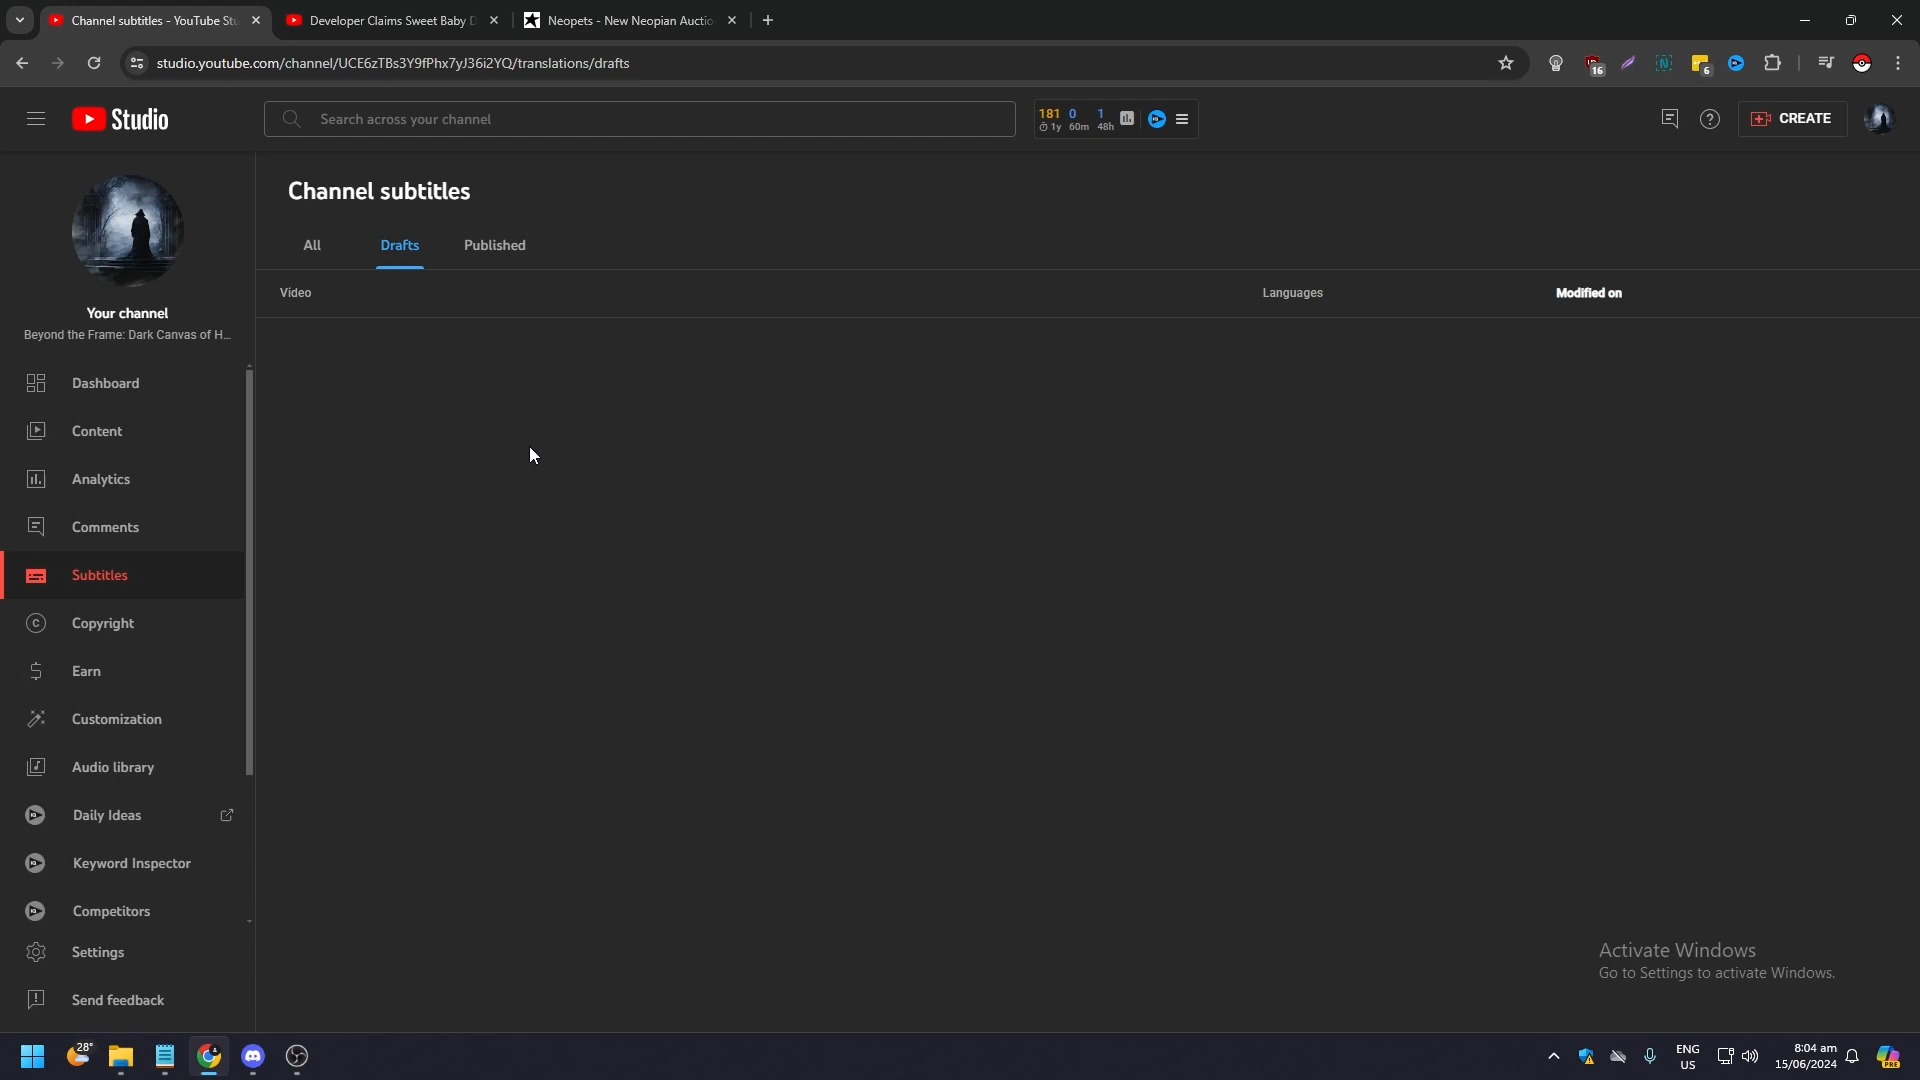 Channel subtitles - YouTube Stu
Developer Claims Sweet Baby D
Neopets - New Neopian Auctio
studio.youtube.com/channel/UCE6zTBs3Y9fPhx7yJ36i2YQ/translations/drafts
16
6
Studio
Search across your channel
181 0 1
1y 60m 48h
CREATE
Channel subtitles
All Drafts Published
Video Languages Modified on
Your channel
Beyond the Frame: Dark Canvas of H...
Dashboard
Content
Analytics
Comments
Subtitles
Copyright
Earn
Customization
Audio library
Daily Ideas
Keyword Inspector
Competitors
Settings
Send feedback
Activate Windows
Go to Settings to activate Windows.
28°
ENG
US
8:04 am
15/06/2024
PRE